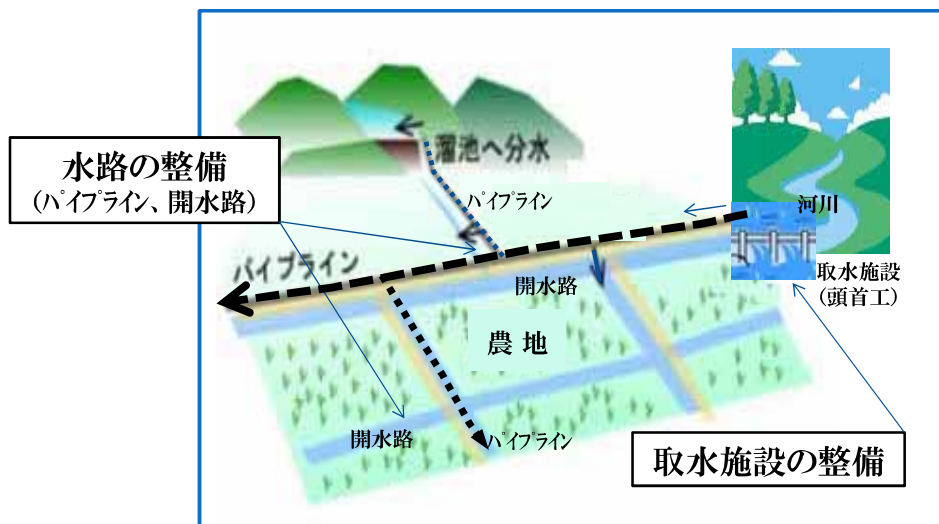 水路の整備
(パイプライン、開水路)
溜池へ分水
パイプライン
河川
取水施設
(頭首工)
パイプライン
開水路
農地
開水路
パイプライン
取水施設の整備